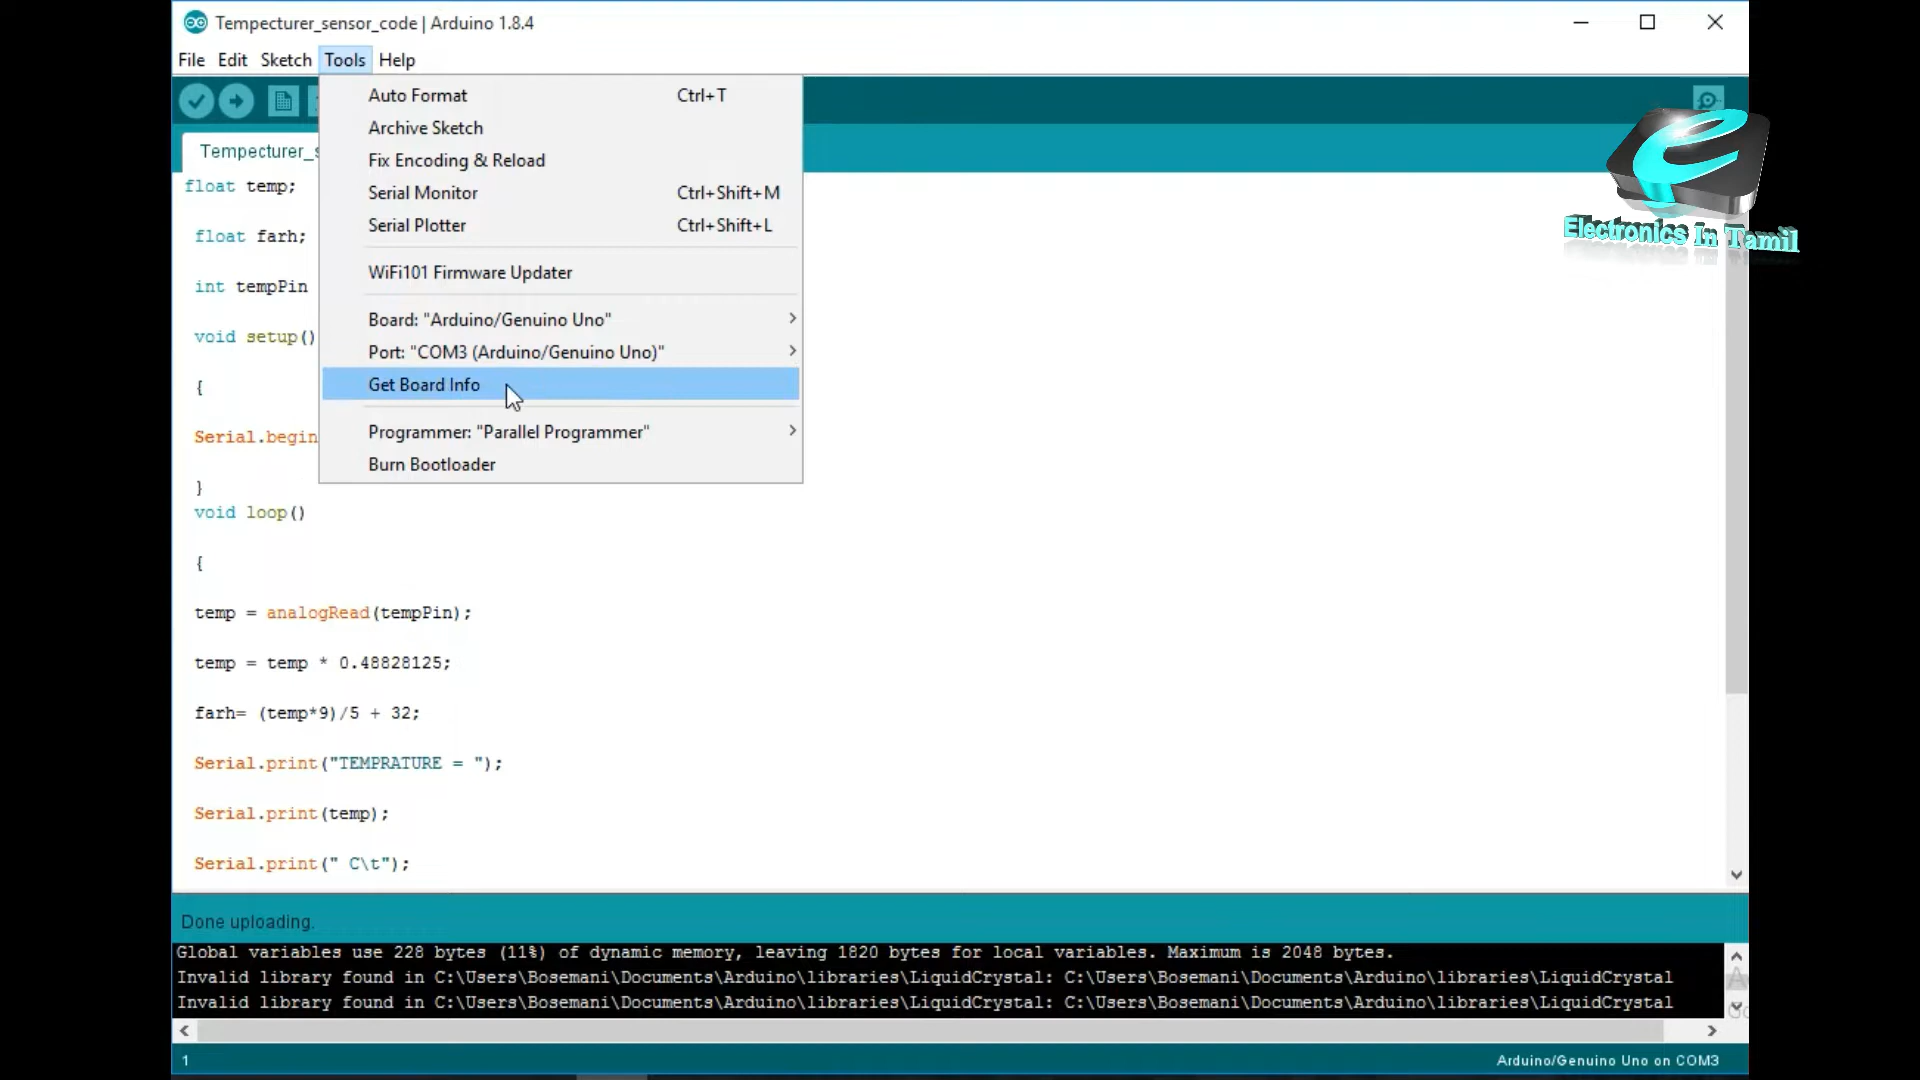 Tempecturer_sensor_code | Arduino 1.8.4
File Edit Sketch Tools Help
Auto Format Ctrl+T
Archive Sketch
Fix Encoding & Reload
Serial Monitor Ctrl+Shift+M
Serial Plotter Ctrl+Shift+L
WiFi101 Firmware Updater
Board: "Arduino/Genuino Uno"
Port: "COM3 (Arduino/Genuino Uno)"
Get Board Info
Programmer: "Parallel Programmer"
Burn Bootloader
Electronics In Tamil
Tempecturer_s
float temp;
float farh;
int tempPin
void setup()
{
Serial.begin
}
void loop()
{
temp = analogRead(tempPin);
temp = temp * 0.48828125;
farh= (temp*9)/5 + 32;
Serial.print("TEMPRATURE = ");
Serial.print(temp);
Serial.print(" C\t");
Done uploading.
Global variables use 228 bytes (11%) of dynamic memory, leaving 1820 bytes for local variables. Maximum is 2048 bytes.
Invalid library found in C:\Users\Bosemani\Documents\Arduino\libraries\LiquidCrystal: C:\Users\Bosemani\Documents\Arduino\libraries\LiquidCrystal
Invalid library found in C:\Users\Bosemani\Documents\Arduino\libraries\LiquidCrystal: C:\Users\Bosemani\Documents\Arduino\libraries\LiquidCrystal
1
Arduino/Genuino Uno on COM3